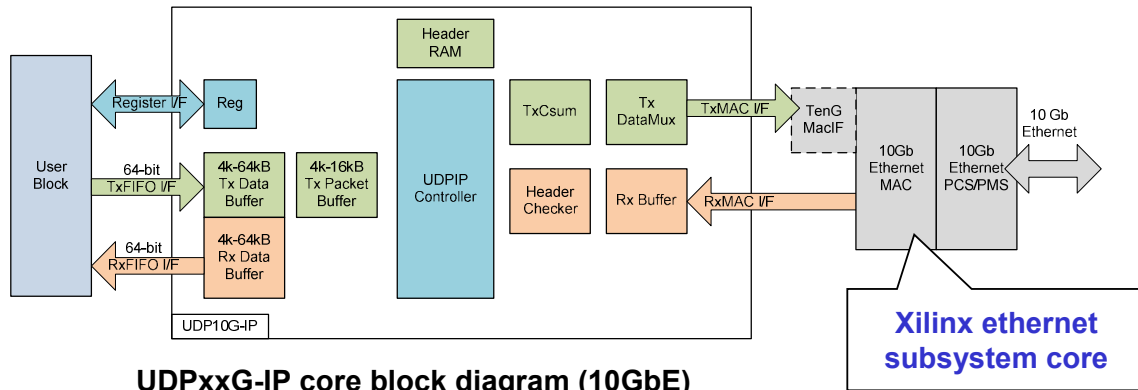 Header
RAM
User
Block
Register I/F
Reg
64-bit
TxFIFO I/F
4k-64kB
Tx Data
Buffer
4k-16kB
Tx Packet
Buffer
64-bit
RxFIFO I/F
4k-64kB
Rx Data
Buffer
UDPIP
Controller
TxCsum
Tx
DataMux
TxMAC I/F
Header
Checker
Rx Buffer
RxMAC I/F
TenG
MacIF
10Gb
Ethernet
MAC
10Gb
Ethernet
PCS/PMS
10 Gb
Ethernet
UDP10G-IP
Xilinx ethernet
subsystem core
UDPxxG-IP core block diagram (10GbE)